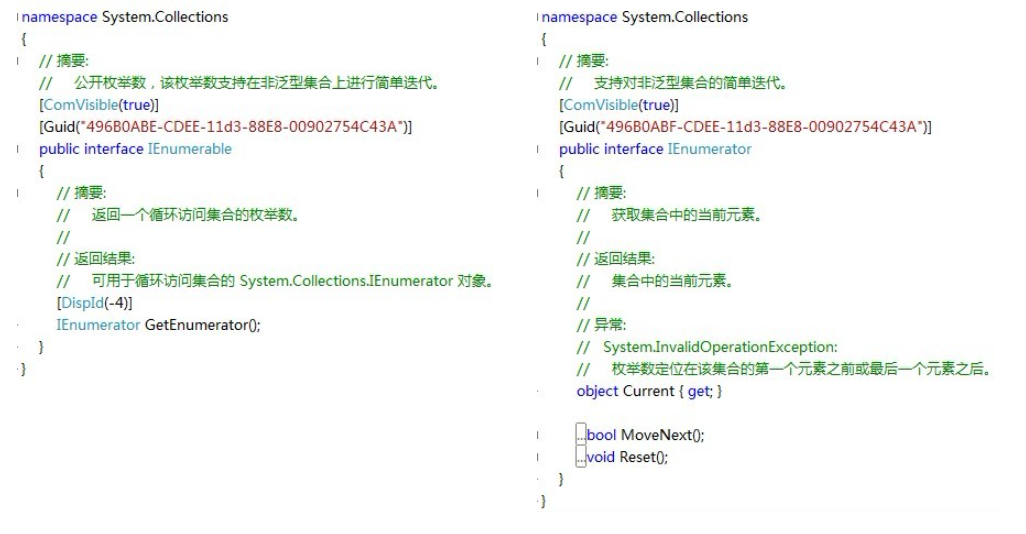 namespace System.Collections
{
// 摘要:
//     公开枚举数，该枚举数支持在非泛型集合上进行简单迭代。
[ComVisible(true)]
[Guid("496B0ABE-CDEE-11d3-88E8-00902754C43A")]
public interface IEnumerable
{
// 摘要:
//     返回一个循环访问集合的枚举数。
//
// 返回结果:
//     可用于循环访问集合的 System.Collections.IEnumerator 对象。
[DispId(-4)]
IEnumerator GetEnumerator();
}
}
namespace System.Collections
{
// 摘要:
//     支持对非泛型集合的简单迭代。
[ComVisible(true)]
[Guid("496B0ABF-CDEE-11d3-88E8-00902754C43A")]
public interface IEnumerator
{
// 摘要:
//     获取集合中的当前元素。
//
// 返回结果:
//     集合中的当前元素。
//
// 异常:
//   System.InvalidOperationException:
//     枚举数定位在该集合的第一个元素之前或最后一个元素之后。
object Current { get; }
...bool MoveNext();
...void Reset();
}
}